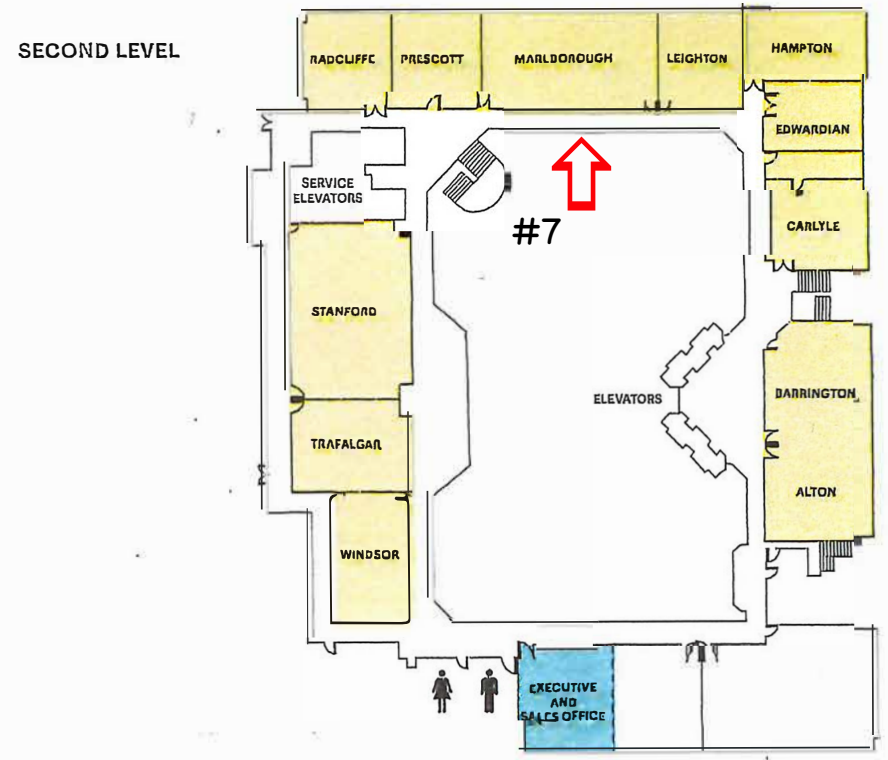 SECOND LEVEL
RADCLIFFE
PRESCOTT
MARLBOROUGH
LEIGHTON
HAMPTON
EDWARDIAN
SERVICE
ELEVATORS
#7
CARLYLE
STANFORD
ELEVATORS
BARRINGTON
TRAFALGAR
ALTON
WINDSOR
EXECUTIVE
AND
SALES OFFICE